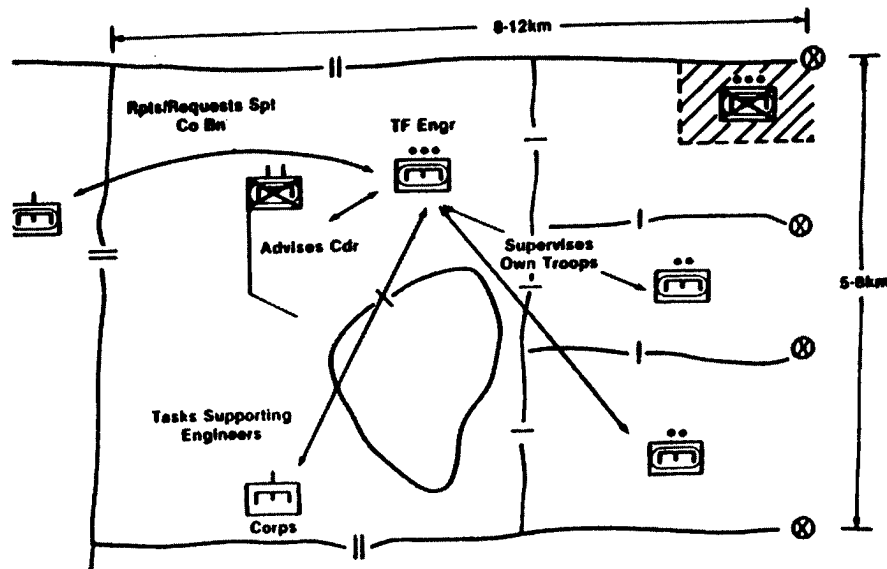 8-12km
Rpts/Requests Spt
Co Bn
TF Engr
Advises Cdr
Supervises
Own Troops
5-8km
Tasks Supporting
Engineers
Corps